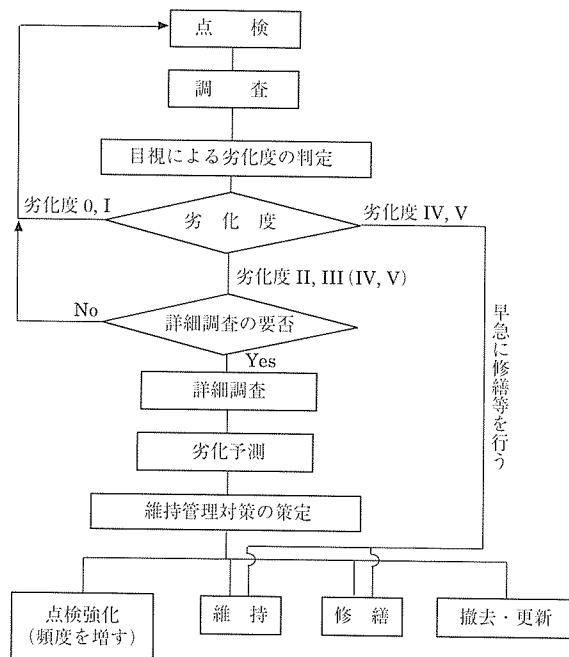 点　検
調　査
目視による劣化度の判定
劣化度 0, I
劣　化　度
劣化度 IV, V
劣化度 II, III (IV, V)
No
詳細調査の要否
Yes
早急に修繕等を行う
詳細調査
劣化予測
維持管理対策の策定
点検強化
(頻度を増す)
維　持
修　繕
撤去・更新